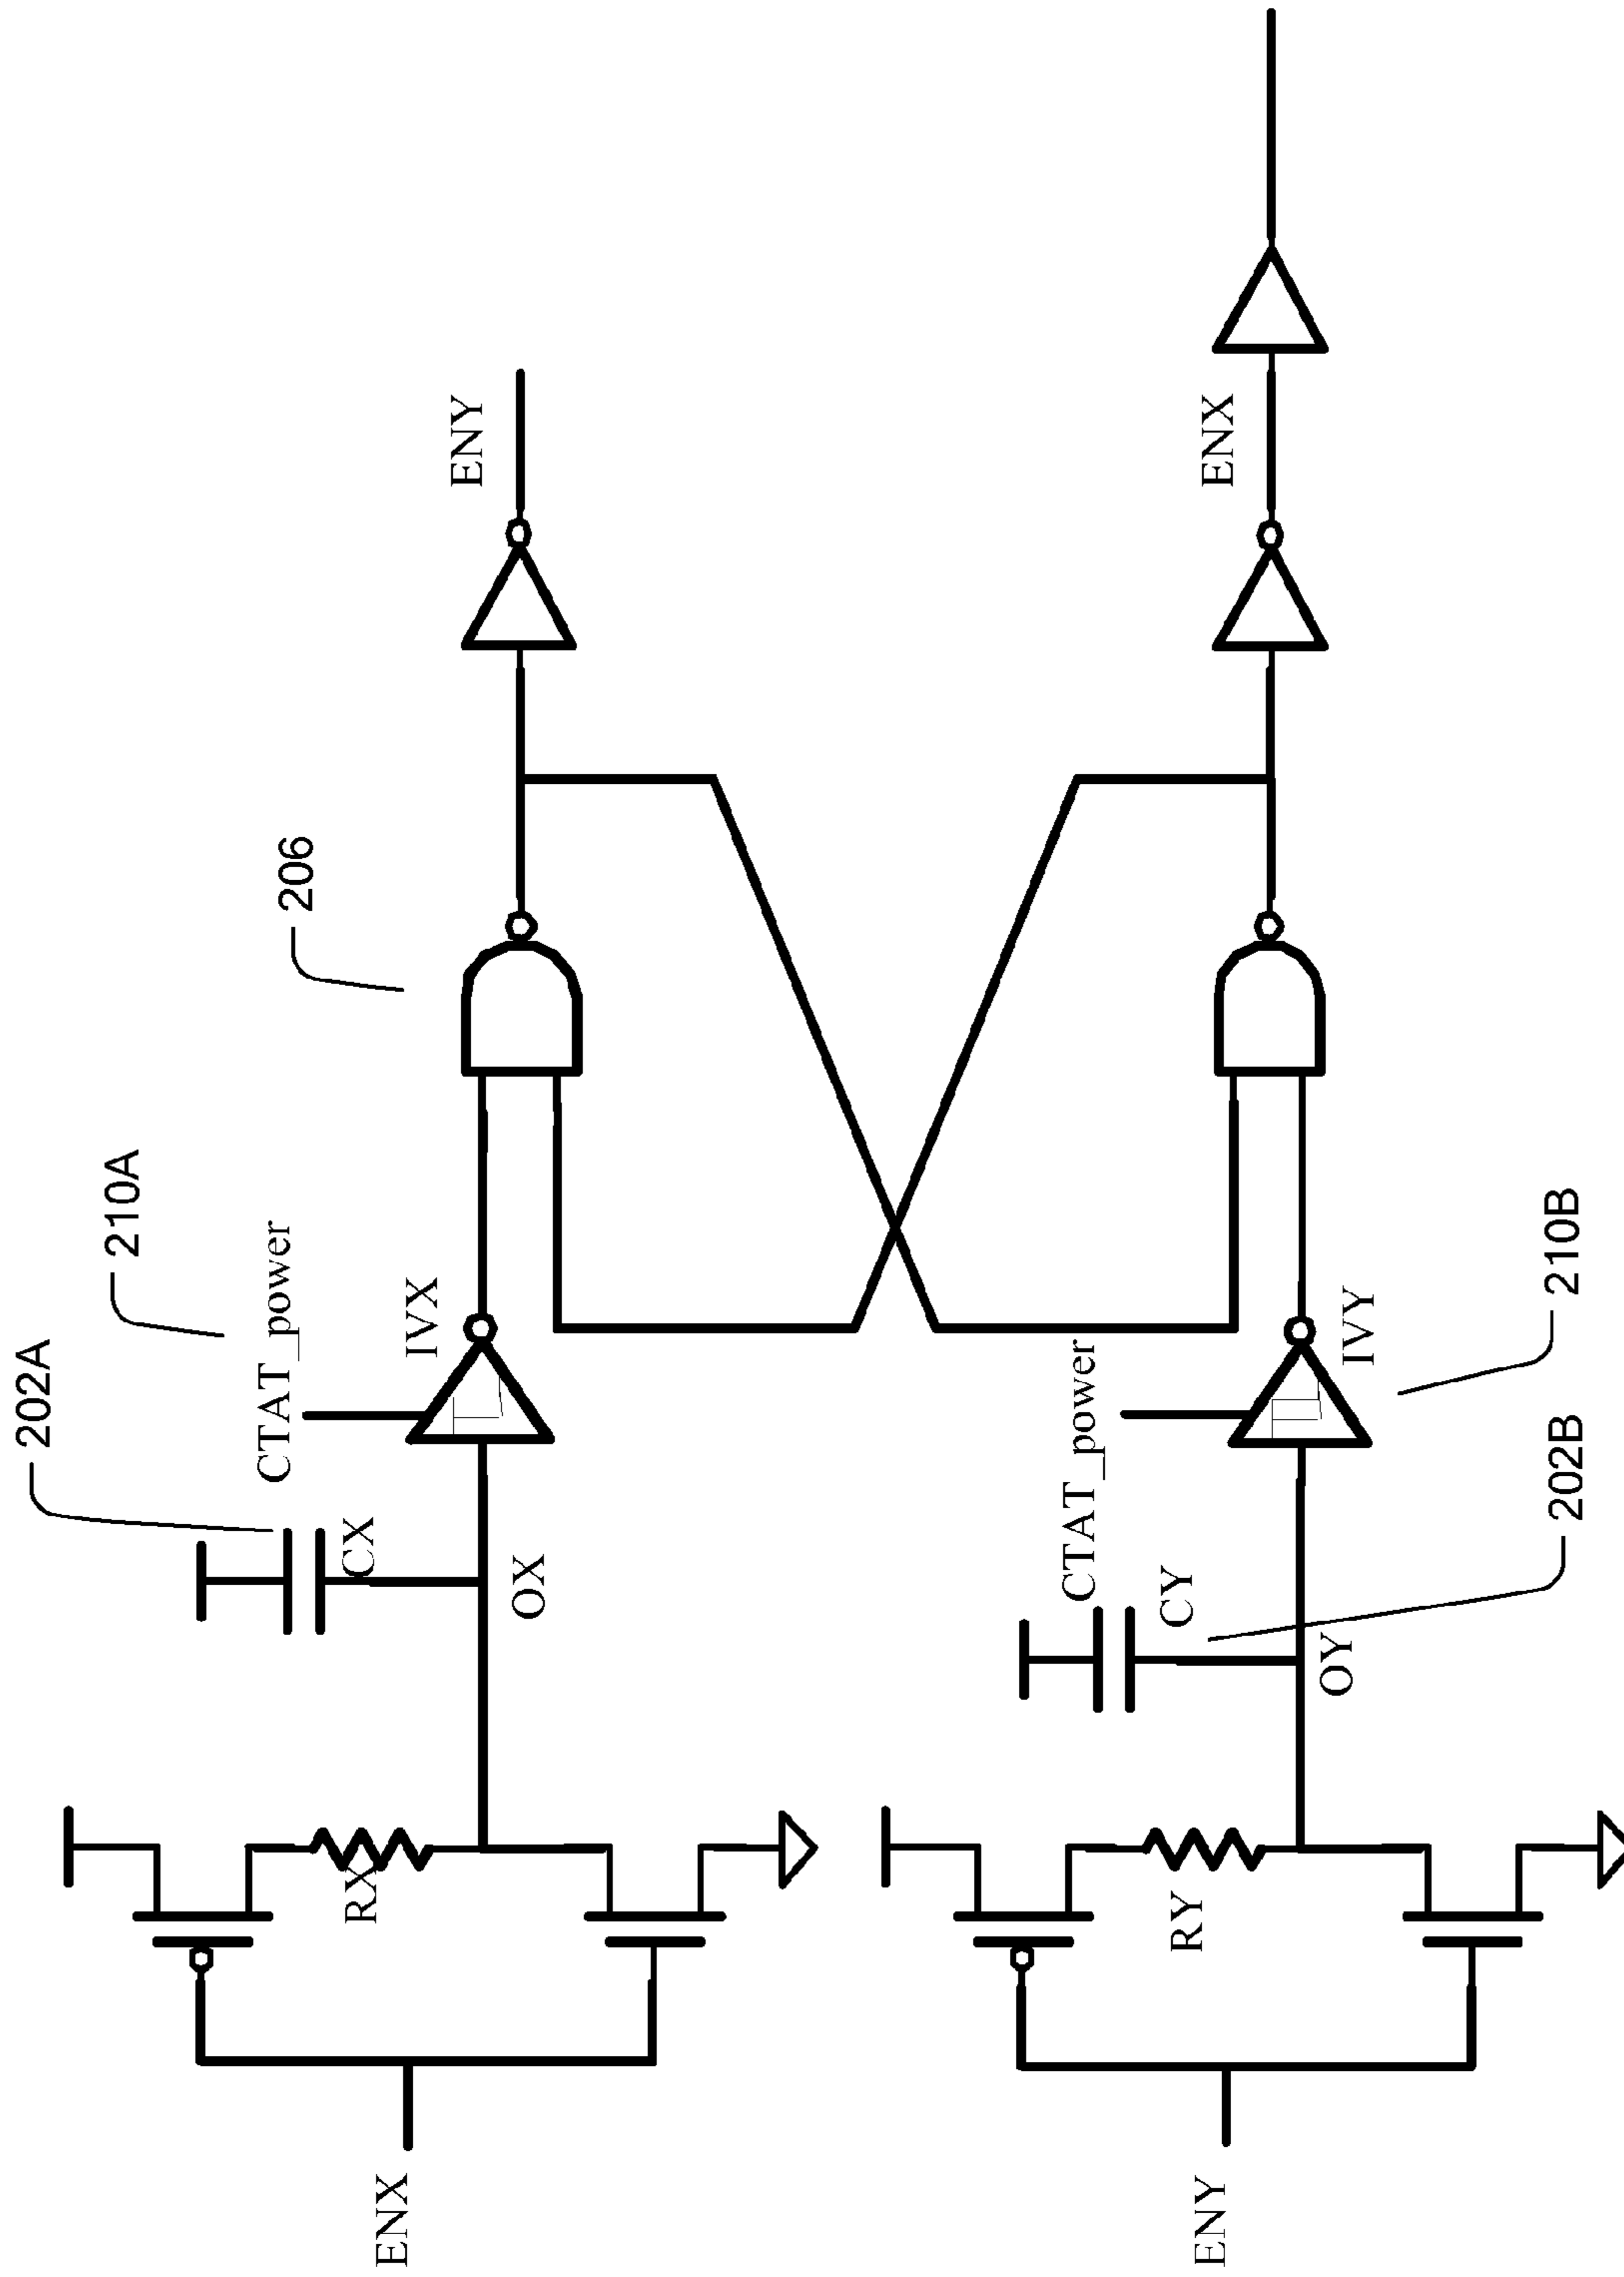 202A
210A
CTAT_power
206
CX
IVX
ENY
RX
OX
ENX
202B
210B
CTAT_power
CY
IVY
ENX
RY
OY
ENY